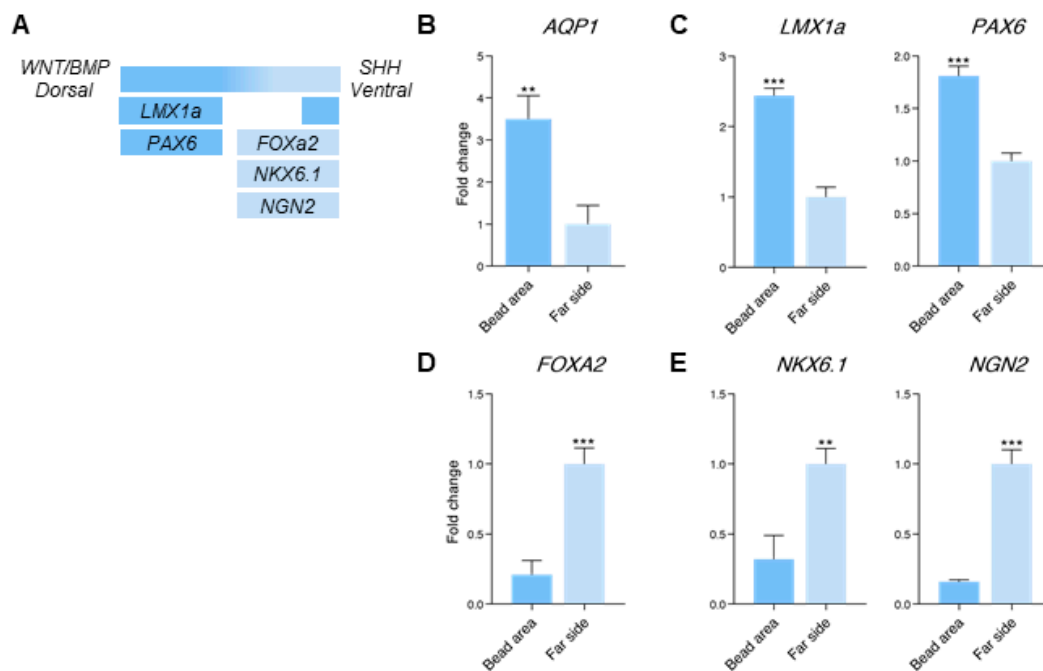 A
WNT/BMP
Dorsal
SHH
Ventral
LMX1a
PAX6
FOXa2
NKX6.1
NGN2
B
AQP1
Fold change
5
4
3
2
1
0
**
Bead area
Far side
C
LMX1a
3
2
1
0
***
Bead area
Far side
PAX6
2.0
1.5
1.0
0.5
0.0
***
Bead area
Far side
D
FOXA2
Fold change
1.5
1.0
0.5
0.0
***
Bead area
Far side
E
NKX6.1
1.5
1.0
0.5
0.0
**
Bead area
Far side
NGN2
1.5
1.0
0.5
0.0
***
Bead area
Far side